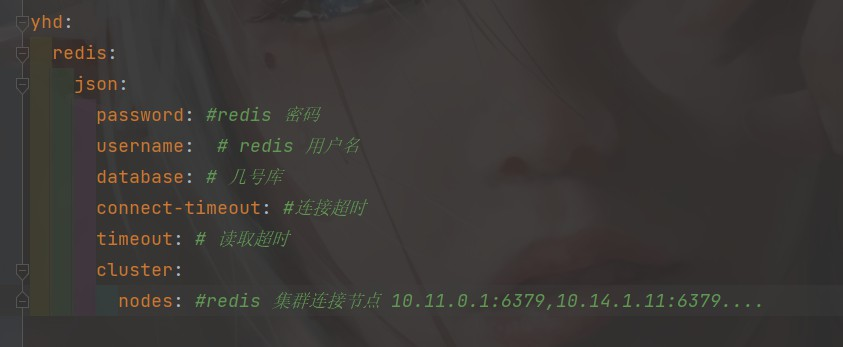 yhd:
  redis:
    json:
      password: #redis 密码
      username:  # redis 用户名
      database: # 几号库
      connect-timeout: #连接超时
      timeout: # 读取超时
      cluster:
        nodes: #redis 集群连接节点 10.11.0.1:6379,10.14.1.11:6379....